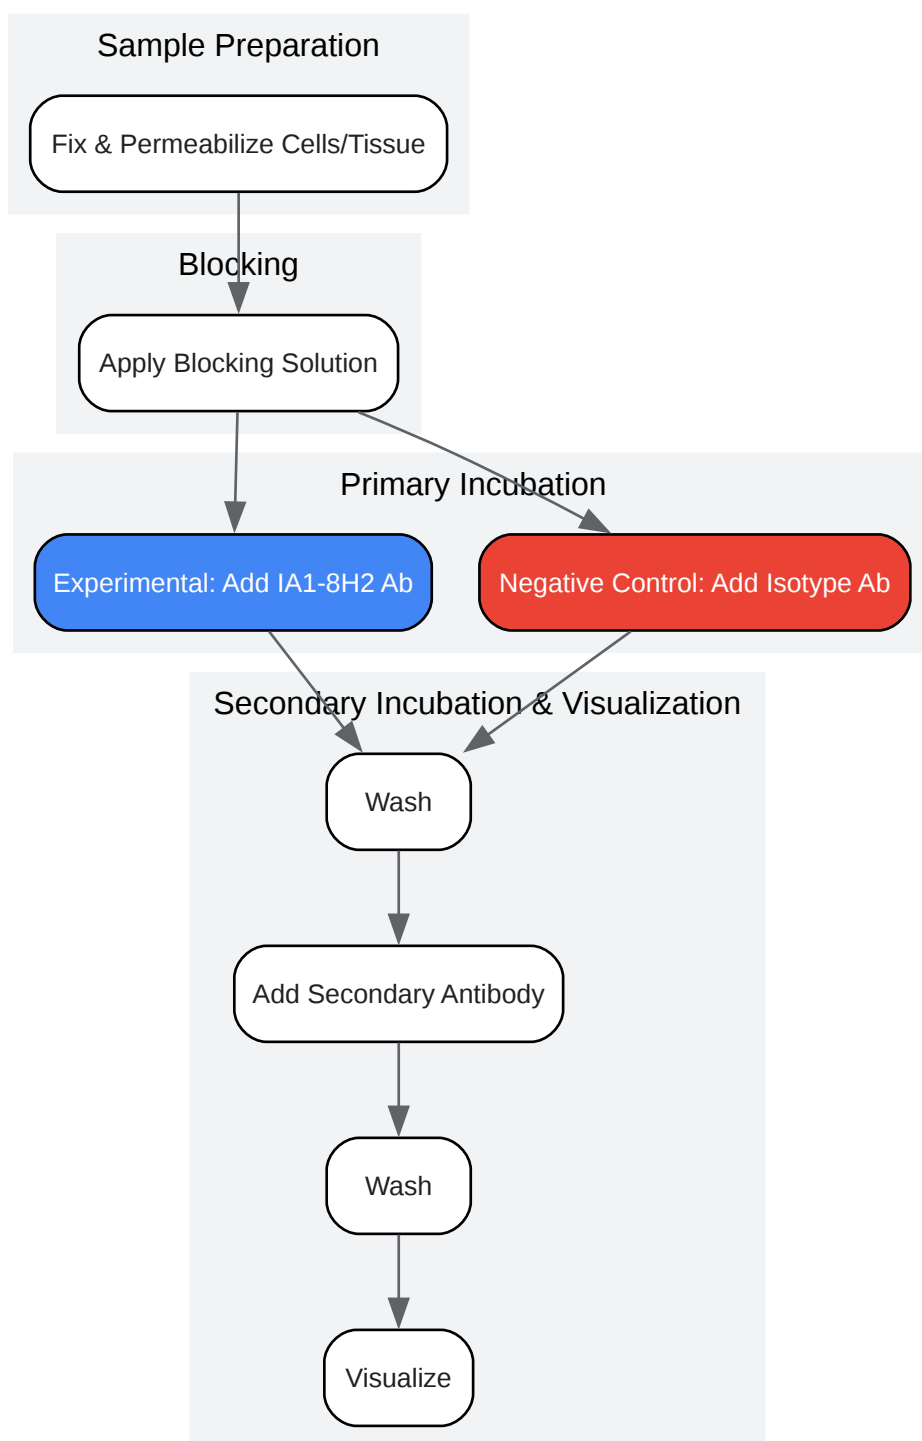 Sample Preparation
Fix & Permeabilize Cells/Tissue
Blocking
Apply Blocking Solution
Primary Incubation
Experimental: Add IA1-8H2 Ab
Negative Control: Add Isotype Ab
Secondary Incubation & Visualization
Wash
Add Secondary Antibody
Wash
Visualize